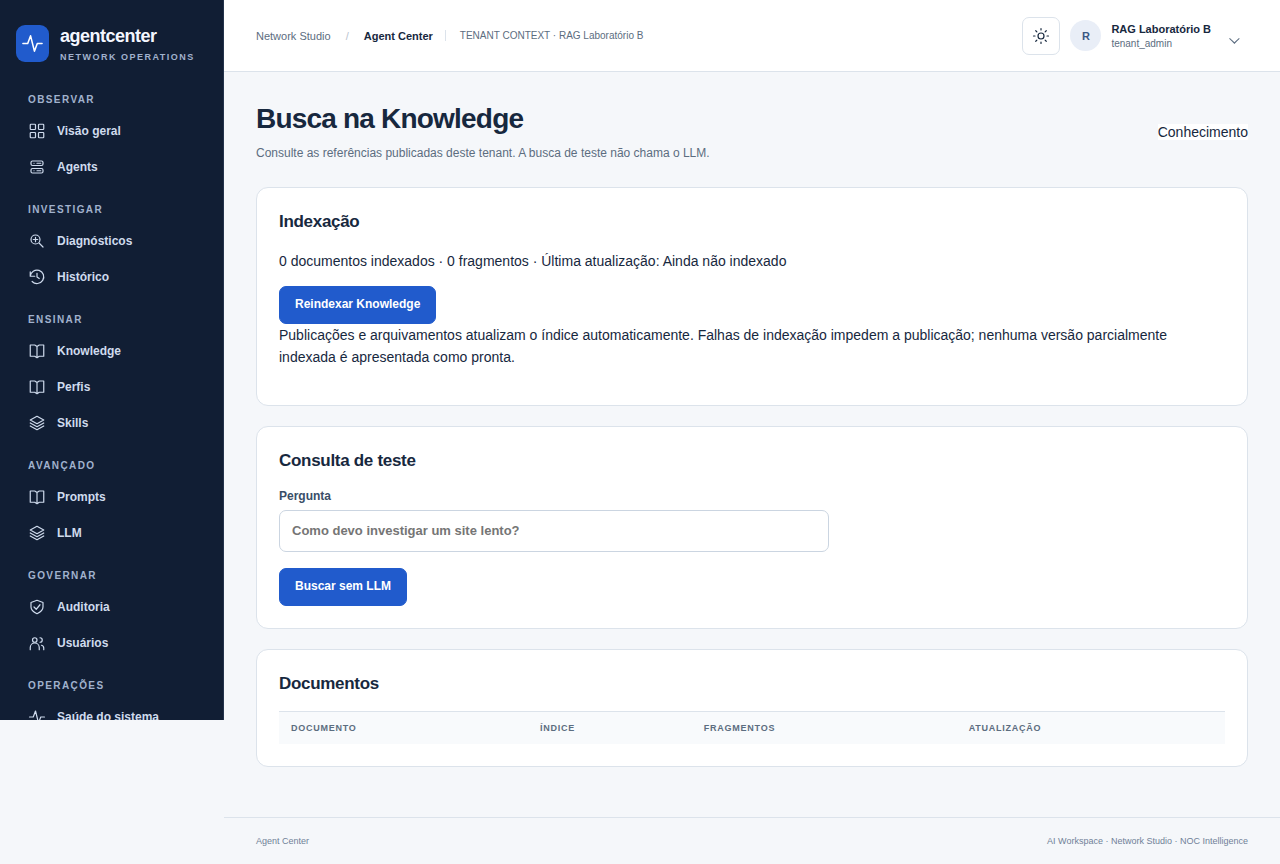 agentcenter
NETWORK OPERATIONS
OBSERVAR
Visão geral
Agents
INVESTIGAR
Diagnósticos
Histórico
ENSINAR
Knowledge
Perfis
Skills
AVANÇADO
Prompts
LLM
GOVERNAR
Auditoria
Usuários
OPERAÇÕES
Saúde do sistema
Network Studio / Agent Center TENANT CONTEXT · RAG Laboratório B
R
RAG Laboratório B
tenant_admin
Busca na Knowledge
Consulte as referências publicadas deste tenant. A busca de teste não chama o LLM.
Conhecimento
Indexação
0 documentos indexados · 0 fragmentos · Última atualização: Ainda não indexado
Reindexar Knowledge
Publicações e arquivamentos atualizam o índice automaticamente. Falhas de indexação impedem a publicação; nenhuma versão parcialmente
indexada é apresentada como pronta.
Consulta de teste
Pergunta
Como devo investigar um site lento?
Buscar sem LLM
Documentos
DOCUMENTO ÍNDICE FRAGMENTOS ATUALIZAÇÃO
Agent Center
AI Workspace · Network Studio · NOC Intelligence